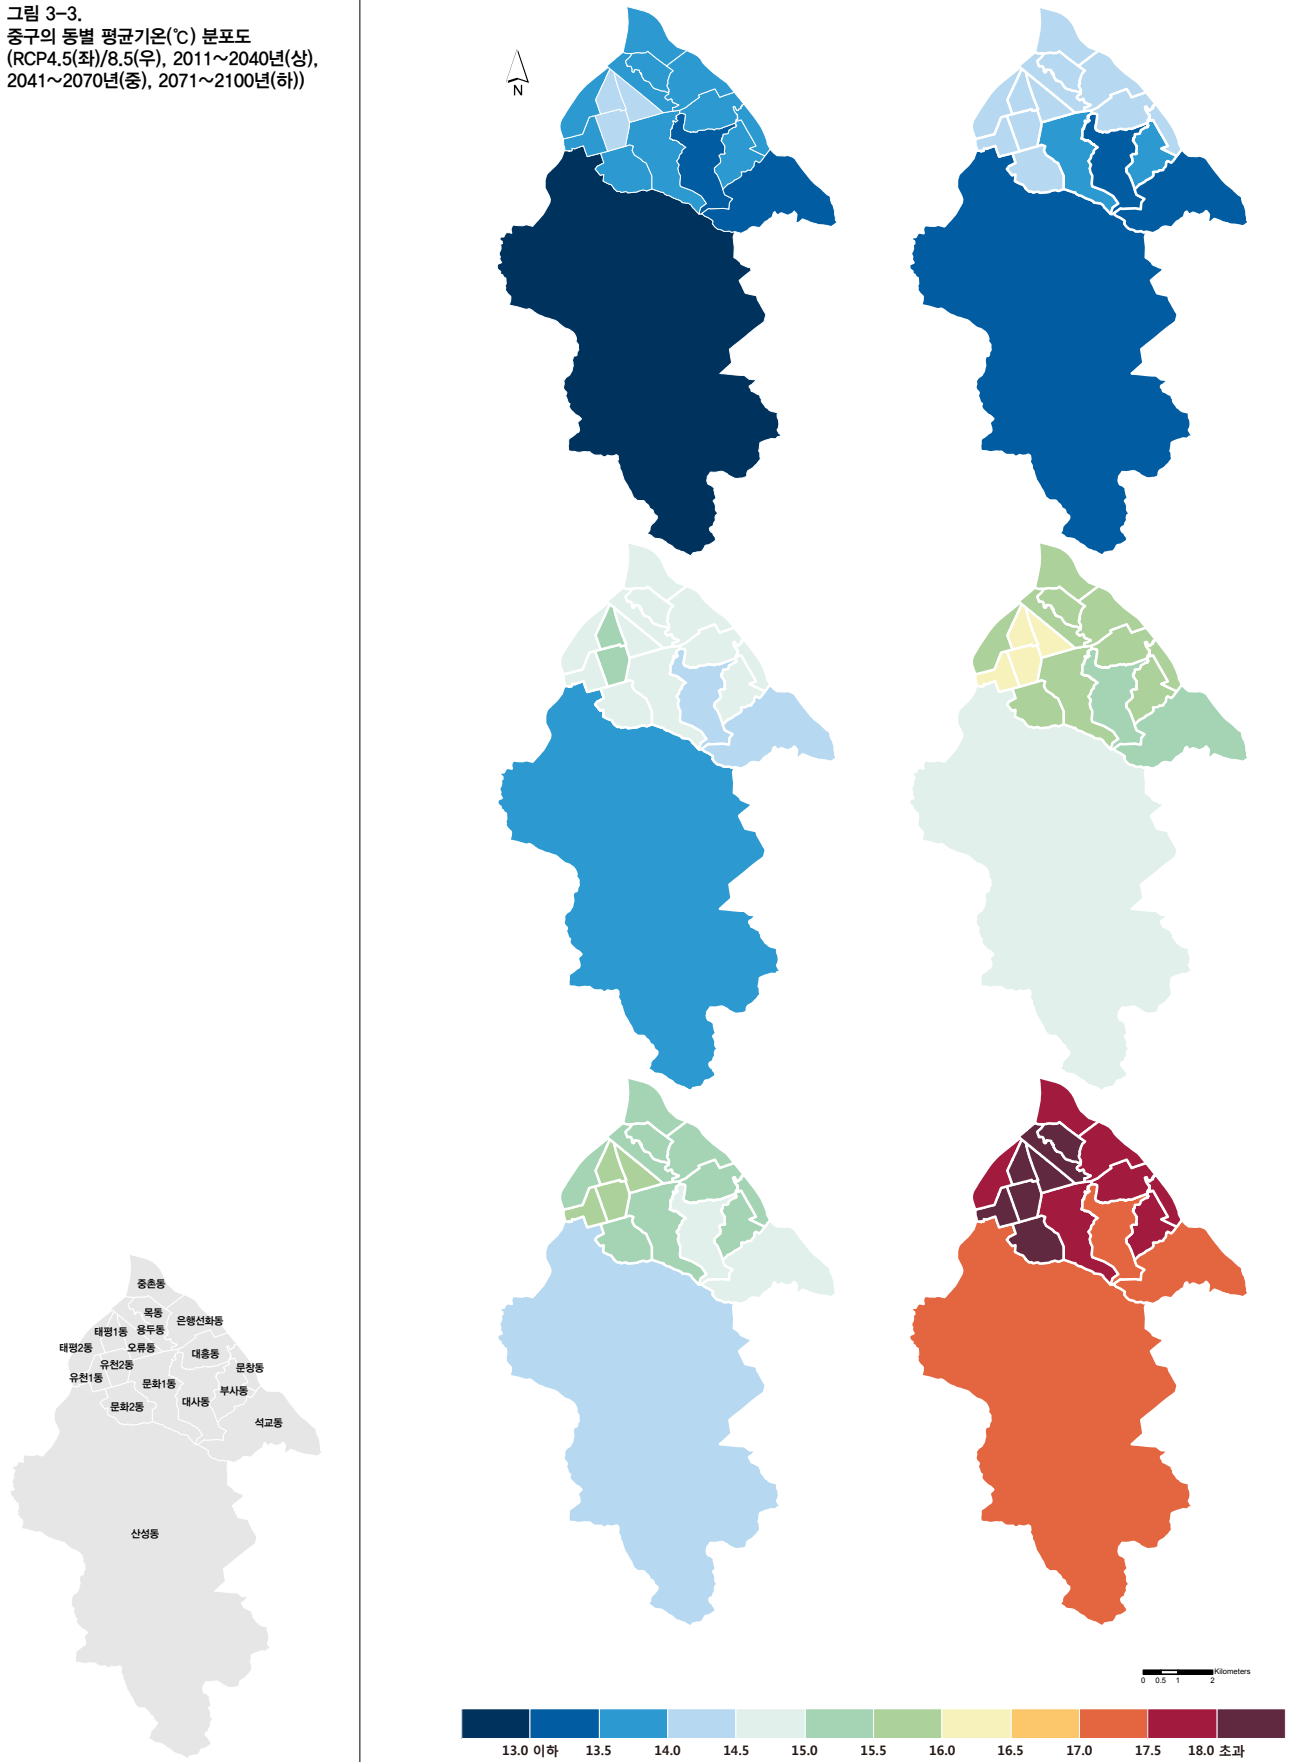 그림 3-3.
중구의 동별 평균기온(℃) 분포도
(RCP4.5(좌)/8.5(우), 2011~2040년(상),
2041~2070년(중), 2071~2100년(하))
N
중촌동
목동
은행선화동
태평1동
용두동
태평2동
오류동
대흥동
유천2동
문창동
유천1동
문화1동
부사동
대사동
문화2동
석교동
산성동
Kilometers
0 0.5 1 2
13.0 이하 13.5 14.0 14.5 15.0 15.5 16.0 16.5 17.0 17.5 18.0 초과